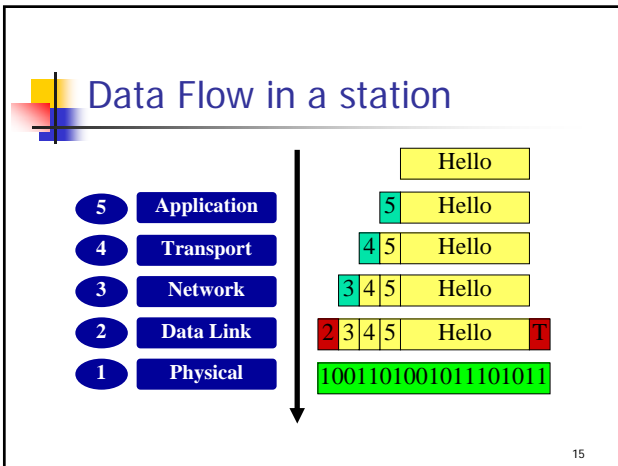 Data Flow in a station
Hello
5 Application 5 Hello
4 Transport 4 5 Hello
3 Network 3 4 5 Hello
2 Data Link 2 3 4 5 Hello T
1 Physical 1001101001011101011
15